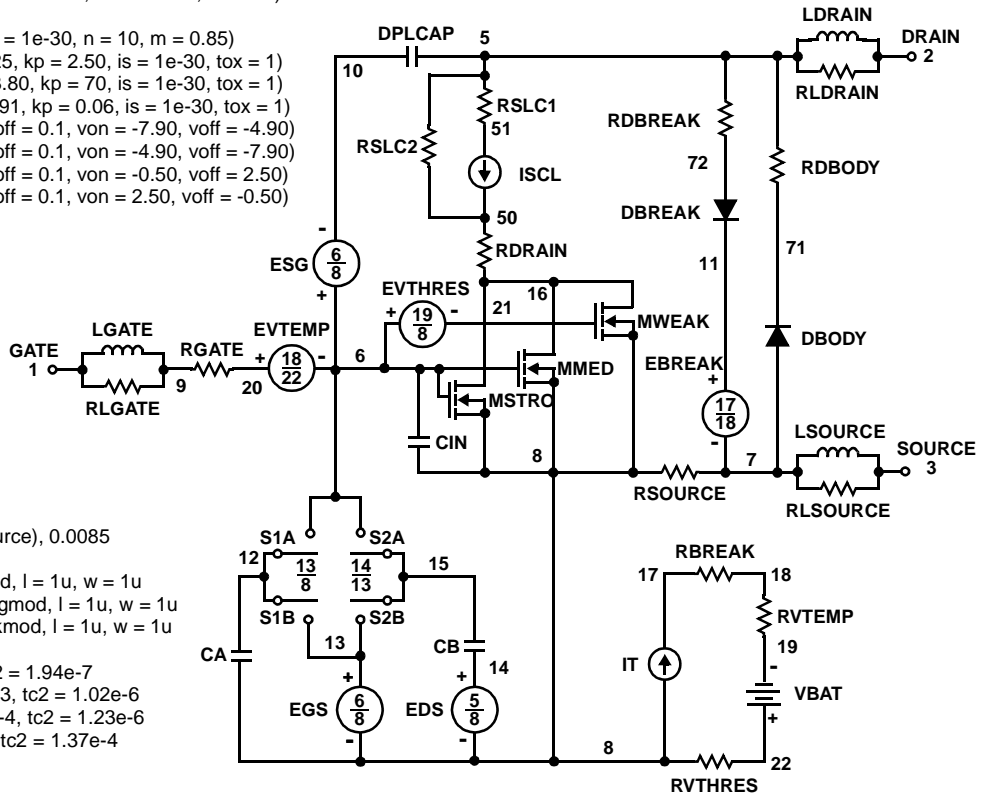 = 1e-30, n = 10, m = 0.85)
25, kp = 2.50, is = 1e-30, tox = 1)
3.80, kp = 70, is = 1e-30, tox = 1)
91, kp = 0.06, is = 1e-30, tox = 1)
off = 0.1, von = -7.90, voff = -4.90)
off = 0.1, von = -4.90, voff = -7.90)
off = 0.1, von = -0.50, voff = 2.50)
off = 0.1, von = 2.50, voff = -0.50)
LDRAIN
DPLCAP 5 DRAIN
10 2
RSLC1 RLDRAIN
51 RDBREAK
RSLC2
ISCL 72 RDBODY
DBREAK
50
- RDRAIN 71
ESG 6 8 11
+ EVTHRES 16
+ 19 8 - 21 MWEAK
LGATE EVTEMP DBODY
GATE RGATE + 18 22 - 6 MMED EBREAK
1 9 20 +
MSTRO 17 18
RLGATE LSOURCE
CIN - SOURCE
8 7 3
RSOURCE
RLSOURCE
urce), 0.0085
S1A S2A RBREAK
12 13 8 14 13 15 17 18
d, l = 1u, w = 1u
gmod, l = 1u, w = 1u
kmod, l = 1u, w = 1u
S1B S2B RVTEMP
13 CB 19
CA 14 IT -
2 = 1.94e-7
3, tc2 = 1.02e-6
-4, tc2 = 1.23e-6
tc2 = 1.37e-4
+ + VBAT
EGS 6 8 EDS 5 8 +
- - 8 22
RVTHRES